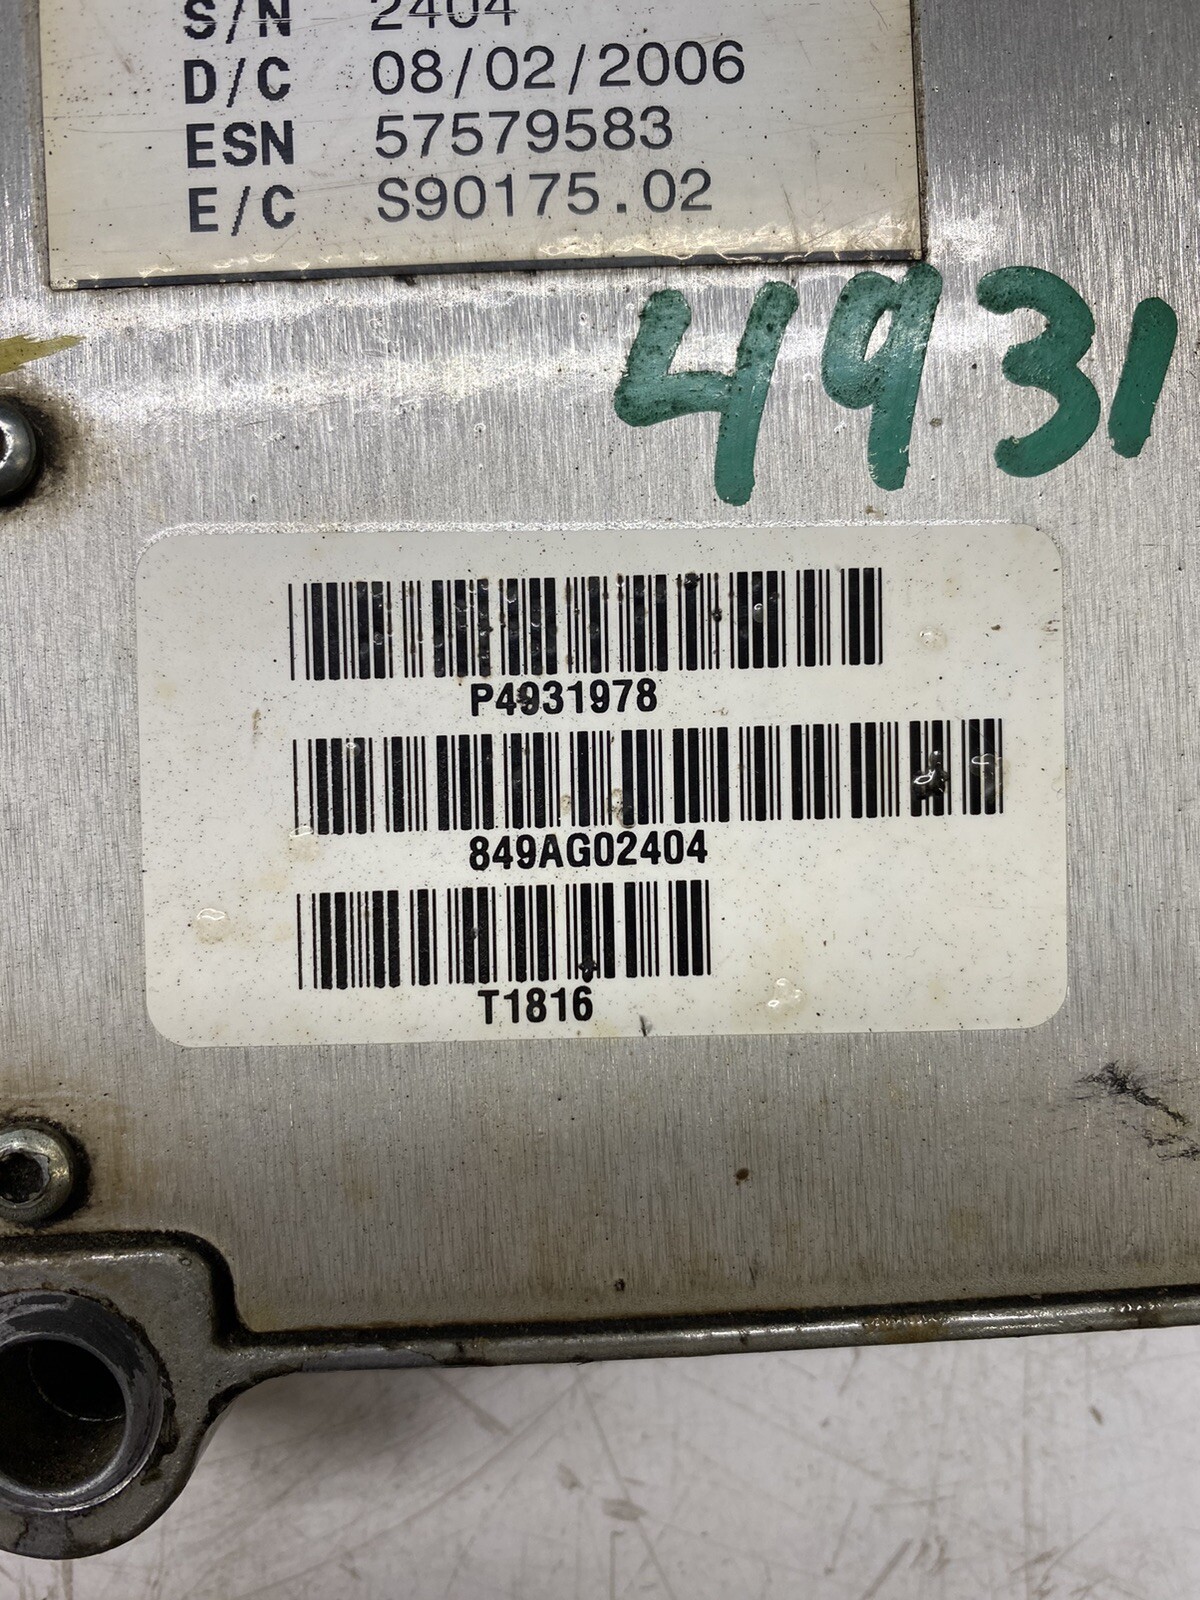 S/N 2404
D/C 08/02/2006
ESN 57579583
E/C S90175.02
4931
P4931978
849AG02404
T1816